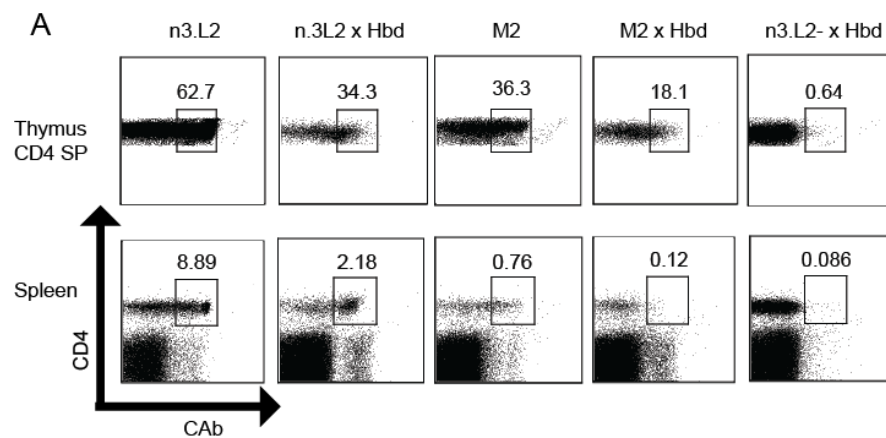 A
n3.L2 n.3L2 x Hbd M2 M2 x Hbd n3.L2- x Hbd
62.7 34.3 36.3 18.1 0.64
Thymus
CD4 SP
8.89 2.18 0.76 0.12 0.086
Spleen
CD4
CAb